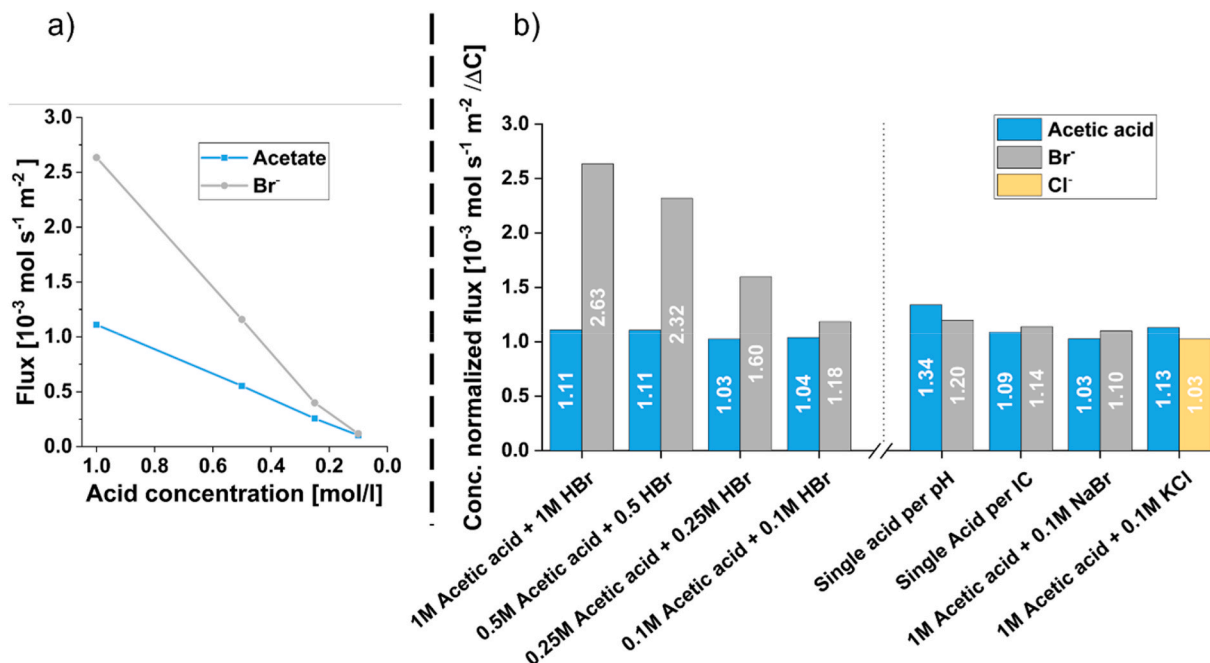 a)
Flux [10⁻³ mol s⁻¹ m⁻² ]
3.0
2.5
2.0
1.5
1.0
0.5
0.0
Acetate
Br⁻
1.0
0.8
0.6
0.4
0.2
0.0
Acid concentration [mol/l]
b)
Conc. normalized flux [10⁻³ mol s⁻¹ m⁻² /ΔC]
3.0
2.5
2.0
1.5
1.0
0.5
0.0
Acetic acid
Br⁻
Cl⁻
1.11
2.63
1.11
2.32
1.03
1.60
1.04
1.18
1.34
1.20
1.09
1.14
1.03
1.10
1.13
1.03
1M Acetic acid + 1M HBr
0.5M Acetic acid + 0.5 HBr
0.25M Acetic acid + 0.25M HBr
0.1M Acetic acid + 0.1M HBr
Single acid per pH
Single Acid per IC
1M Acetic acid + 0.1M NaBr
1M Acetic acid + 0.1M KCl